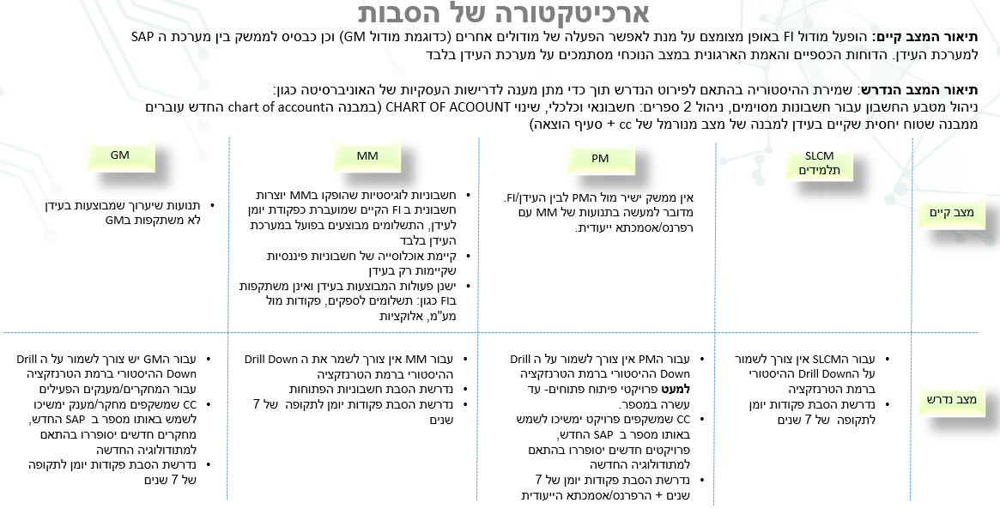 ארכיטקטורה של הסבות
תיאור המצב קיים: הופעל מודול FI באופן מצומצם על מנת לאפשר הפעלה של מודולים אחרים (כדוגמת מודול GM) וכן כבסיס לממשק בין מערכת ה SAP
למערכת העידן. הדוחות הכספיים והאמת הארגונית במצב הנוכחי מסתמכים על מערכת העידן בלבד
תיאור המצב הנדרש: שמירת ההיסטוריה בהתאם לפירוט הנדרש תוך כדי מתן מענה לדרישות העסקיות של האוניברסיטה כגון:
ניהול מטבע החשבון עבור חשבונות מסוימים, ניהול 2 ספרים: חשבונאי וכלכלי, שינוי CHART OF ACOOUNT (במבנה הchart of account החדש עוברים
ממבנה שטוח יחסית שקיים בעידן למבנה של מצב מנורמל של cc + סעיף הוצאה)
SLCM
תלמידים
PM
MM
GM
מצב קיים
אין ממשק ישיר מול הPM לבין העידן/FI.
מדובר למעשה בתנועות של MM עם
רפרנס/אסמכתא ייעודית.
• חשבוניות לוגיסטיות שהופקו בMM יוצרות
חשבונית ב FI הקיים שמועברת כפקודת יומן
לעידן, התשלומים מבוצעים בפועל במערכת
העידן בלבד
• קיימת אוכלוסייה של חשבוניות פיננסיות
שקיימות רק בעידן
• ישנן פעולות המבוצעות בעידן ואינן משתקפות
בFI כגון: תשלומים לספקים, פקודות מול
מע"מ, אלוקציות
• תנועות שיערוך שמבוצעות בעידן
לא משתקפות בGM
מצב נדרש
• עבור הSLCM אין צורך לשמור
על הDrill Down ההיסטורי
ברמת הטרנזקציה
• נדרשת הסבת פקודות יומן
לתקופה של 7 שנים
• עבור הPM אין צורך לשמור על ה Drill
Down ההיסטורי ברמת הטרנזקציה
למעט פרויקטי פיתוח פתוחים- עד
עשרה במספר.
• CC שמשקפים פרויקט ימשיכו לשמש
באותו מספר ב SAP החדש,
פרויקטים חדשים יסופררו בהתאם
למתודולוגיה החדשה
• נדרשת הסבת פקודות יומן של 7
שנים + הרפרנס/אסמכתא הייעודית
• עבור MM אין צורך לשמר את ה Drill Down
ההיסטורי ברמת הטרנזקציה
• נדרשת הסבת חשבוניות הפתוחות
• נדרשת הסבת פקודות יומן לתקופה של 7
שנים
• עבור הGM יש צורך לשמור על ה Drill
Down ההיסטורי ברמת הטרנזקציה
עבור המחקרים/מענקים הפעילים
• CC שמשקפים מחקר/מענק ימשיכו
לשמש באותו מספר ב SAP החדש,
מחקרים חדשים יסופררו בהתאם
למתודולוגיה החדשה
• נדרשת הסבת פקודות יומן לתקופה
של 7 שנים